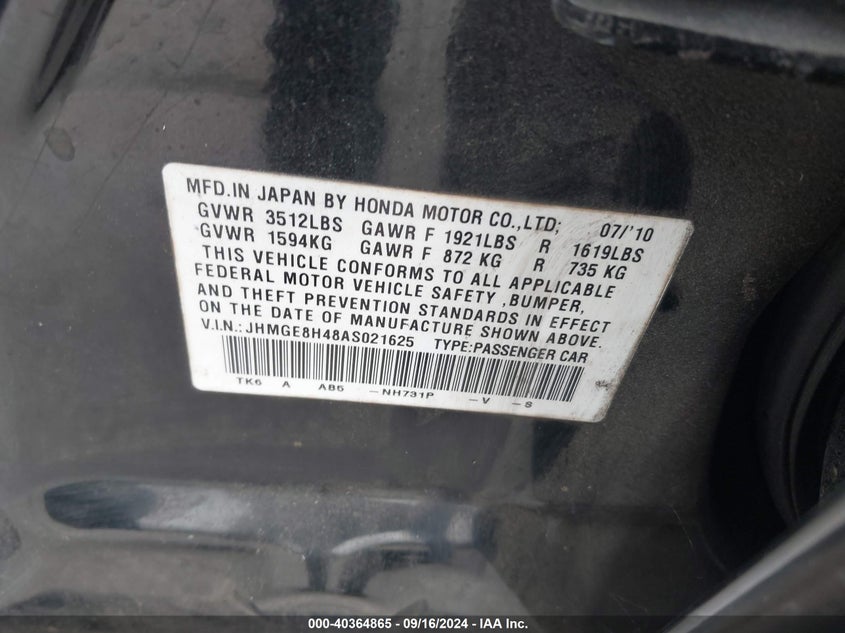 MFD.IN JAPAN BY HONDA MOTOR CO.,LTD; 07/'10
GVWR 3512LBS GAWR F 1921LBS R 1619LBS
GVWR 1594KG GAWR F 872 KG R 735 KG
THIS VEHICLE CONFORMS TO ALL APPLICABLE
FEDERAL MOTOR VEHICLE SAFETY ,BUMPER,
AND THEFT PREVENTION STANDARDS IN EFFECT
ON THE DATE OF MANUFACTURE SHOWN ABOVE.
V.I.N.:JHMGE8H48AS021625 TYPE:PASSENGER CAR
TK6 A AB5 -NH731P -V -S
000-40364865 - 09/16/2024 - IAA Inc.